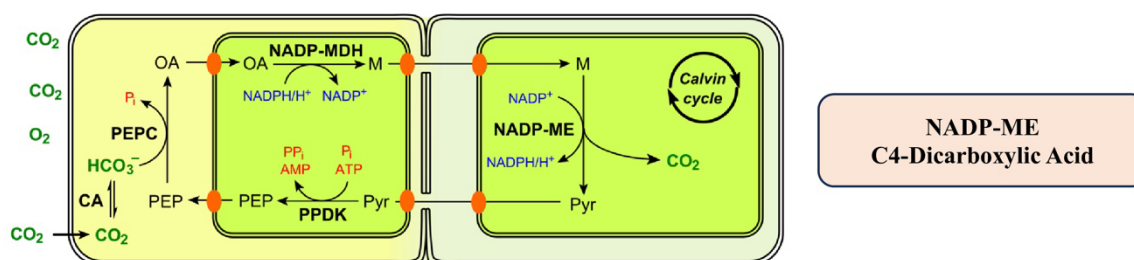 CO₂
CO₂
O₂
CO₂
CO₂
CA
HCO₃⁻
PEPC
Pᵢ
OA
PEP
OA
NADP-MDH
M
NADPH/H⁺
NADP⁺
PPᵢ
AMP
Pᵢ
ATP
PEP
PPDK
Pyr
M
NADP⁺
NADP-ME
NADPH/H⁺
CO₂
Pyr
Calvin
cycle
NADP-ME
C4-Dicarboxylic Acid